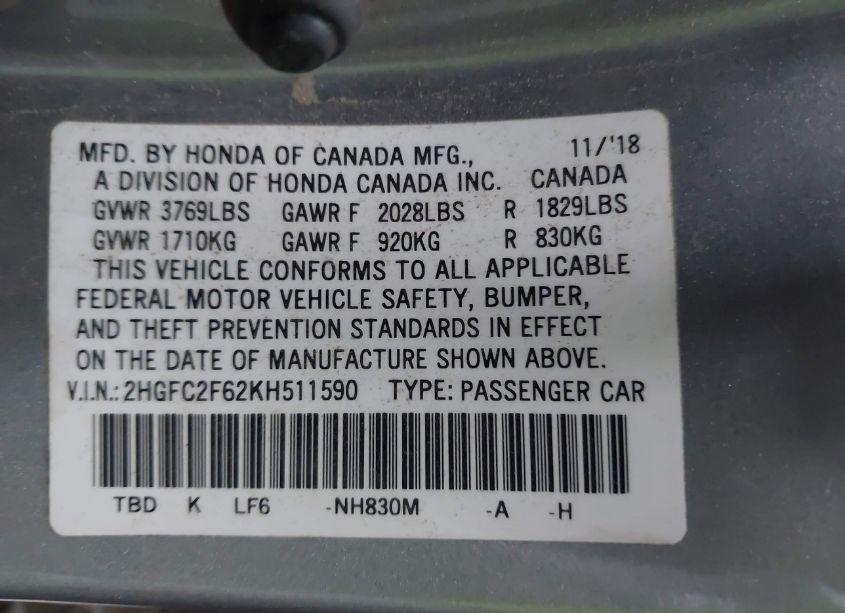 MFD. BY HONDA OF CANADA MFG., 11/'18
A DIVISION OF HONDA CANADA INC. CANADA
GVWR 3769LBS GAWR F 2028LBS R 1829LBS
GVWR 1710KG GAWR F 920KG R 830KG
THIS VEHICLE CONFORMS TO ALL APPLICABLE
FEDERAL MOTOR VEHICLE SAFETY, BUMPER,
AND THEFT PREVENTION STANDARDS IN EFFECT
ON THE DATE OF MANUFACTURE SHOWN ABOVE.
V.I.N.: 2HGFC2F62KH511590 TYPE: PASSENGER CAR
TBD K LF6 -NH830M -A -H